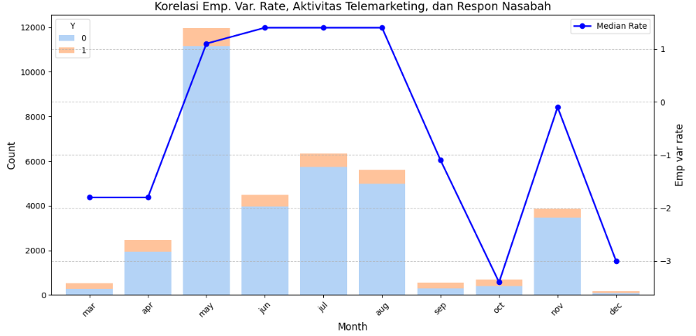 Korelasi Emp. Var. Rate, Aktivitas Telemarketing, dan Respon Nasabah
Y
0
1
Median Rate
12000
10000
8000
6000
4000
2000
0
Count
1
0
−1
−2
−3
Emp var rate
mar apr may jun jul aug sep oct nov dec
Month